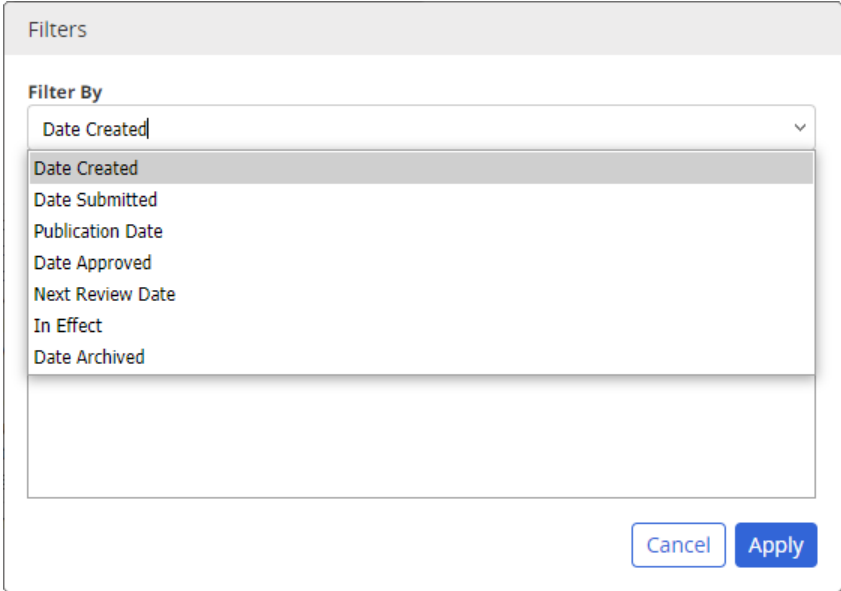 Filters
Filter By
Date Created
Date Created
Date Submitted
Publication Date
Date Approved
Next Review Date
In Effect
Date Archived
Cancel Apply